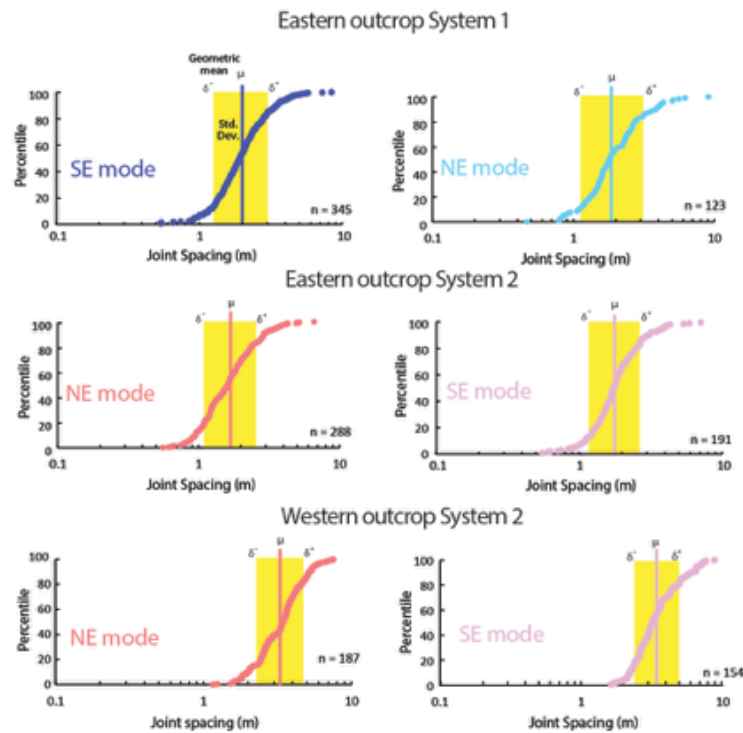 Eastern outcrop System 1
Geometric
mean
μ
δ-
δ+
Std.
Dev.
100
80
60
40
20
0
Percentile
SE mode
n = 345
0.1
1
10
Joint Spacing (m)
μ
δ-
δ+
100
80
60
40
20
0
Percentile
NE mode
n = 123
0.1
1
10
Joint Spacing (m)
Eastern outcrop System 2
μ
δ-
δ+
100
80
60
40
20
0
Percentile
NE mode
n = 288
0.1
1
10
Joint Spacing (m)
μ
δ-
δ+
100
80
60
40
20
0
Percentile
SE mode
n = 191
0.1
1
10
Joint Spacing (m)
Western outcrop System 2
μ
δ-
δ+
100
80
60
40
20
0
Percentile
NE mode
n = 187
0.1
1
10
Joint spacing (m)
μ
δ-
δ+
100
80
60
40
20
0
Percentile
SE mode
n = 154
0.1
1
10
Joint Spacing (m)